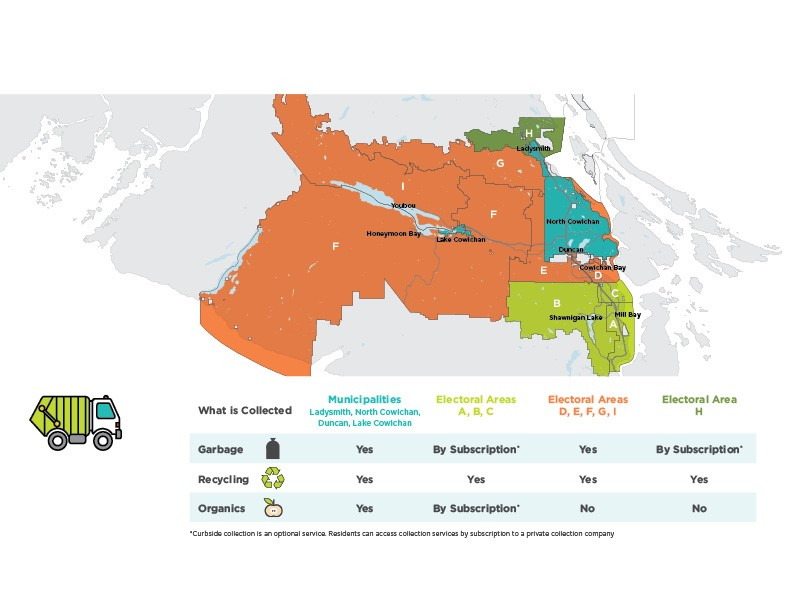 H
Ladysmith
G
I
Youbou
F
North Cowichan
Honeymoon Bay
Lake Cowichan
F
Duncan
Cowichan Bay
E
D
C
B
Shawnigan Lake
Mill Bay
A
What is Collected
Municipalities
Ladysmith, North Cowichan,
Duncan, Lake Cowichan
Electoral Areas
A, B, C
Electoral Areas
D, E, F, G, I
Electoral Area
H
Garbage Yes By Subscription* Yes By Subscription*
Recycling Yes Yes Yes Yes
Organics Yes By Subscription* No No
*Curbside collection is an optional service. Residents can access collection services by subscription to a private collection company